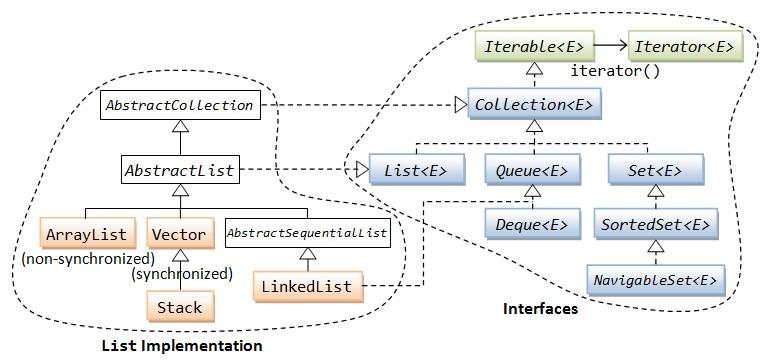 Iterable<E>
Iterator<E>
iterator()
AbstractCollection
Collection<E>
AbstractList
List<E>
Queue<E>
Set<E>
ArrayList
Vector
AbstractSequentialList
Deque<E>
SortedSet<E>
(non-synchronized)
(synchronized)
LinkedList
NavigableSet<E>
Stack
Interfaces
List Implementation